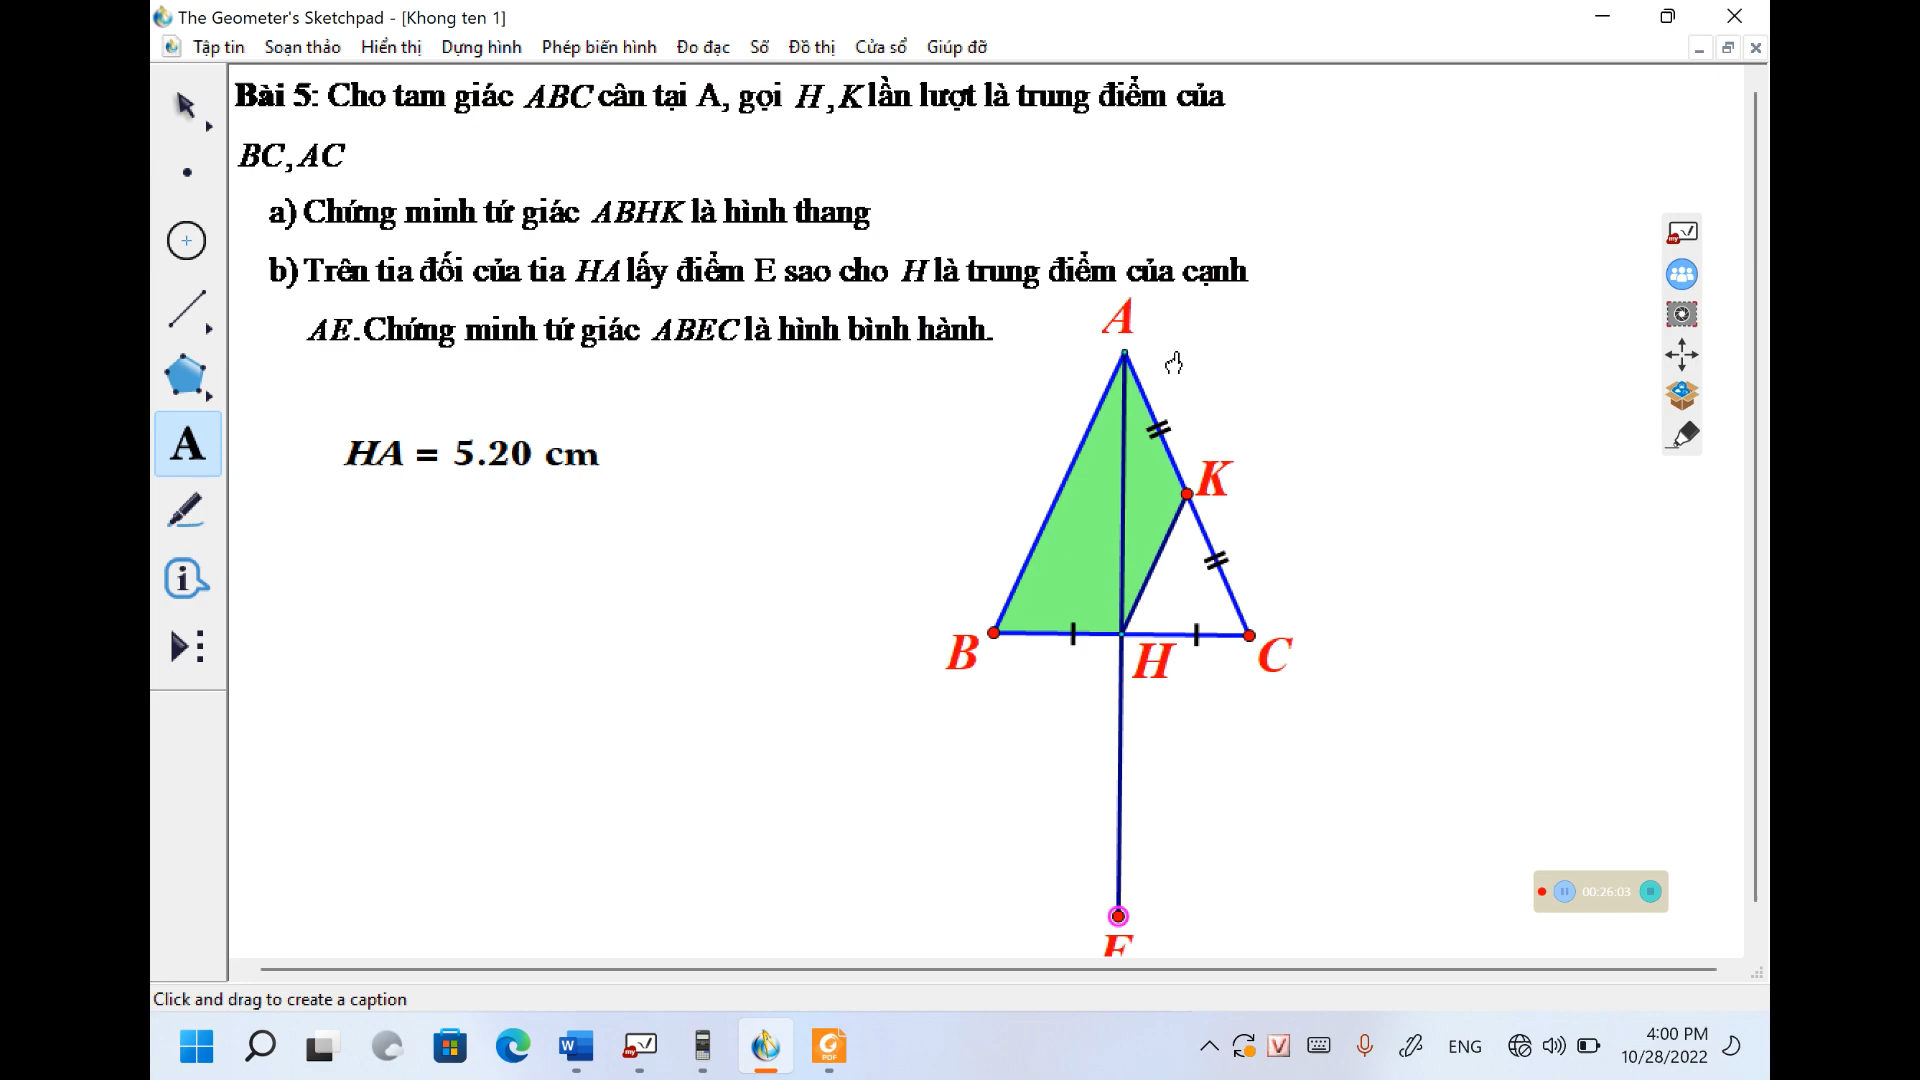 The Geometer's Sketchpad - [Khong ten 1]
Tập tin Soạn thảo Hiển thị Dựng hình Phép biến hình Đo đạc Số Đồ thị Cửa sổ Giúp đỡ
Bài 5: Cho tam giác ABC cân tại A, gọi H, K lần lượt là trung điểm của
BC, AC
a) Chứng minh tứ giác ABHK là hình thang
b) Trên tia đối của tia HA lấy điểm E sao cho H là trung điểm của cạnh
AE. Chứng minh tứ giác ABEC là hình bình hành.
A
HA = 5.20 cm
K
B
H
C
E
A
00:26:03
Click and drag to create a caption
ENG
4:00 PM
10/28/2022